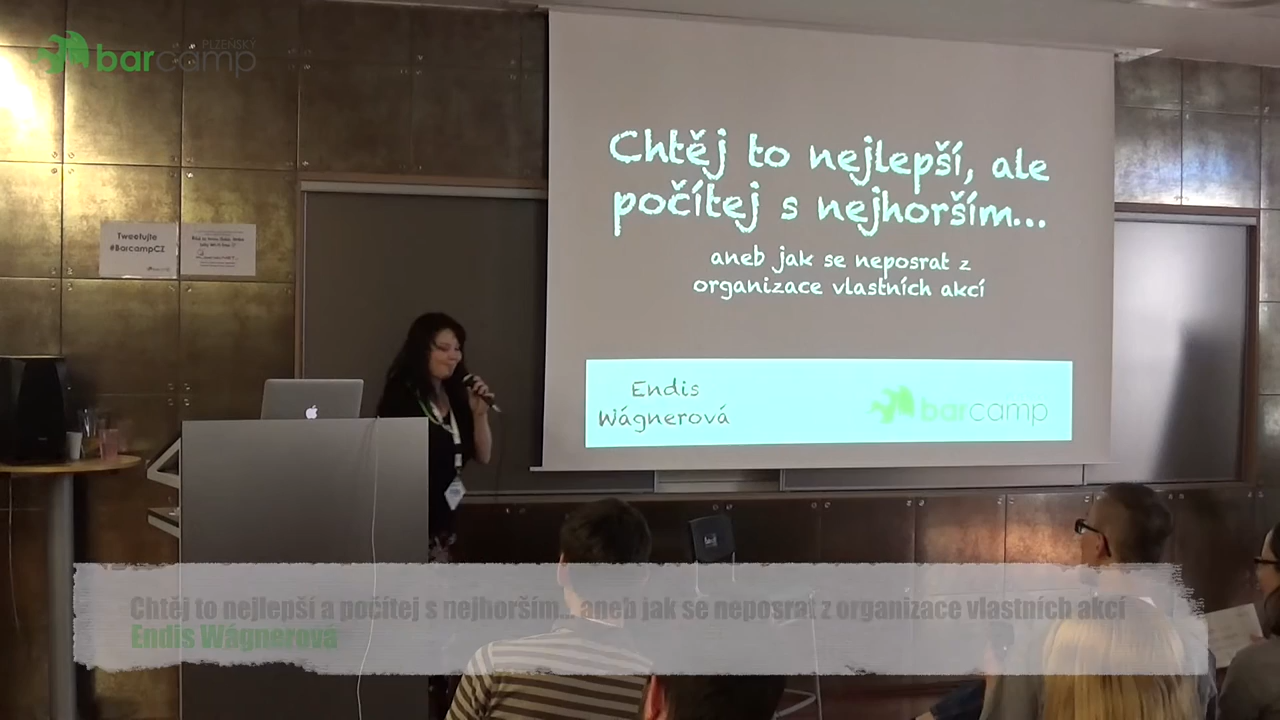 PLZEŇSKÝ
barcamp
Chtěj to nejlepší, ale
počítej s nejhorším...
aneb jak se neposrat z
organizace vlastních akcí
Tweetujte
#BarcampCZ
Endis
Wágnerová
barcamp
Chtěj to nejlepší a počítej s nejhorším... aneb jak se neposrat z organizace vlastních akcí
Endis Wágnerová